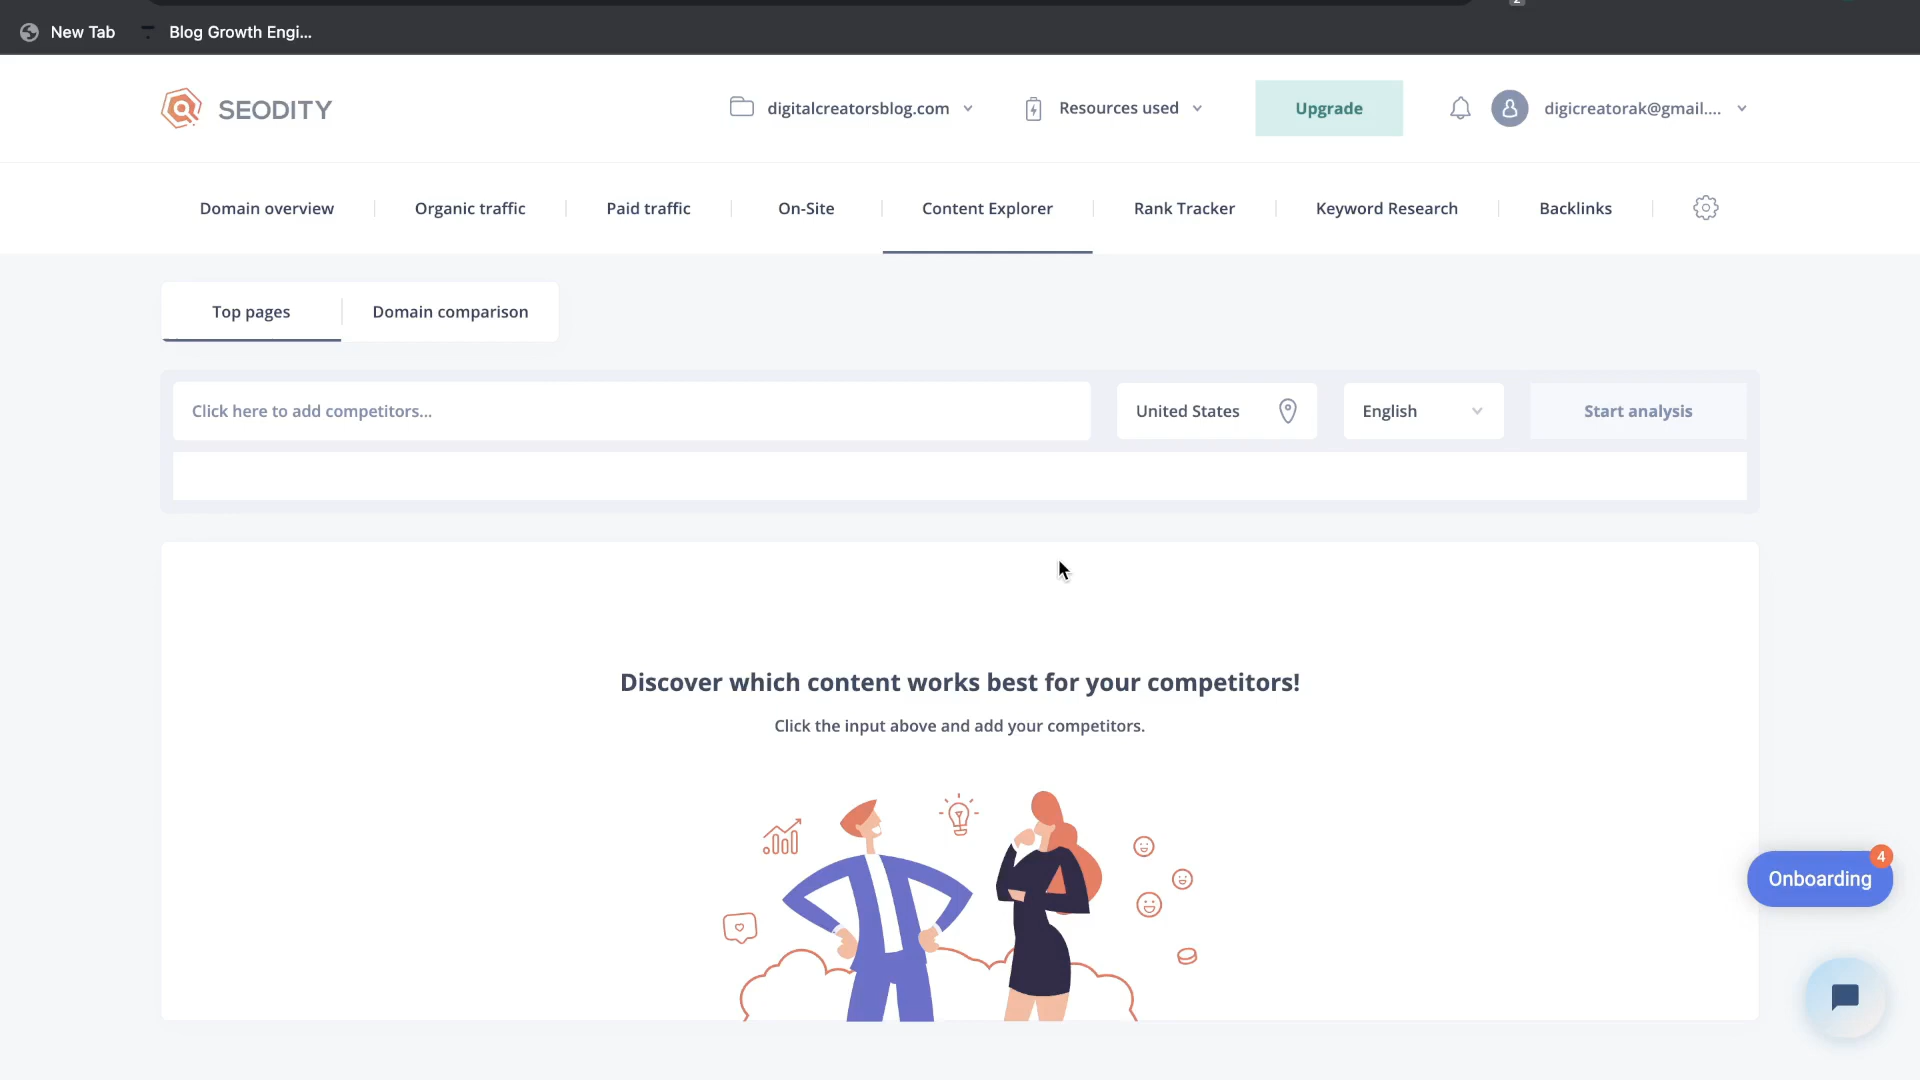 New Tab
Blog Growth Engi...
SEODITY
digitalcreatorsblog.com
Resources used
Upgrade
digicreatorak@gmail....
Domain overview
Organic traffic
Paid traffic
On-Site
Content Explorer
Rank Tracker
Keyword Research
Backlinks
Top pages
Domain comparison
Click here to add competitors...
United States
English
Start analysis
Discover which content works best for your competitors!
Click the input above and add your competitors.
4
Onboarding